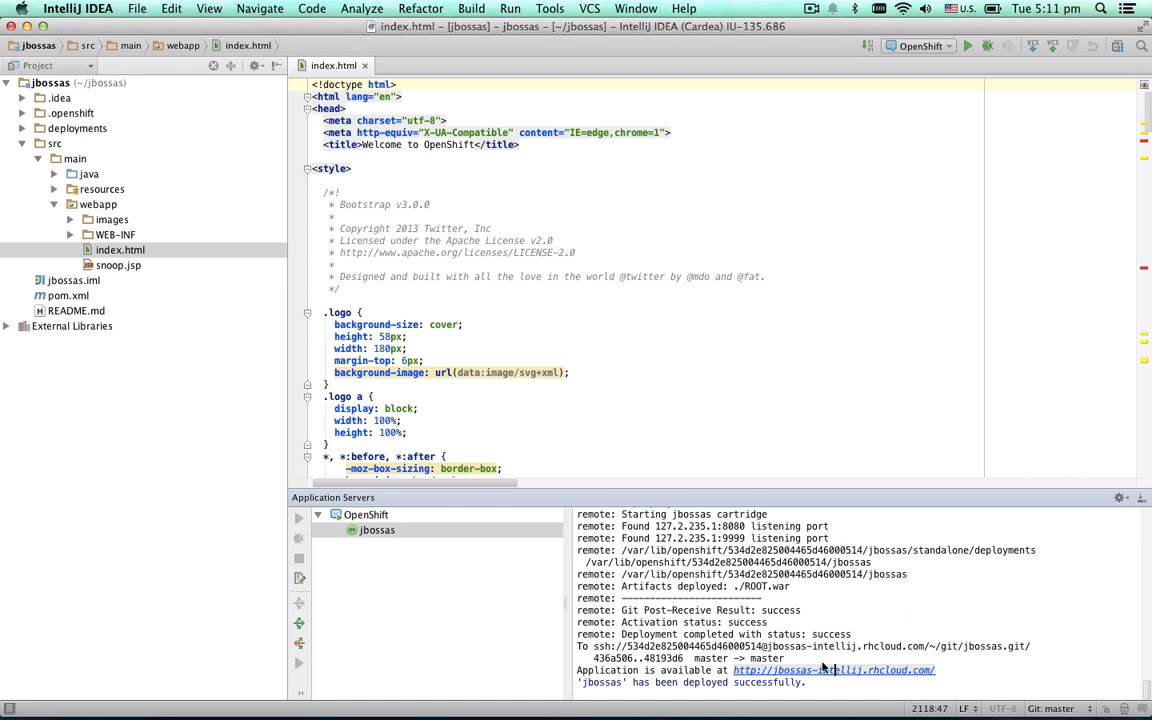 IntelliJ IDEA File Edit View Navigate Code Analyze Refactor Build Run Tools VCS Window Help U.S. Tue 5:11 pm
index.html - [jbossas] - jbossas - [~/jbossas] - IntelliJ IDEA (Cardea) IU-135.686
jbossas src main webapp index.html OpenShift VCS VCS
Project
jbossas (~/jbossas)
.idea
.openshift
deployments
src
main
java
resources
webapp
images
WEB-INF
index.html
snoop.jsp
jbossas.iml
pom.xml
README.md
External Libraries
index.html
<!doctype html>
<html lang="en">
<head>
<meta charset="utf-8">
<meta http-equiv="X-UA-Compatible" content="IE=edge,chrome=1">
<title>Welcome to OpenShift</title>
<style>
/*!
* Bootstrap v3.0.0
*
* Copyright 2013 Twitter, Inc
* Licensed under the Apache License v2.0
* http://www.apache.org/licenses/LICENSE-2.0
*
* Designed and built with all the love in the world @twitter by @mdo and @fat.
*/
.logo {
background-size: cover;
height: 58px;
width: 180px;
margin-top: 6px;
background-image: url(data:image/svg+xml);
}
.logo a {
display: block;
width: 100%;
height: 100%;
}
*, *:before, *:after {
-moz-box-sizing: border-box;
Application Servers
OpenShift
jbossas
remote: Starting jbossas cartridge
remote: Found 127.2.235.1:8080 listening port
remote: Found 127.2.235.1:9999 listening port
remote: /var/lib/openshift/534d2e825004465d46000514/jbossas/standalone/deployments
/var/lib/openshift/534d2e825004465d46000514/jbossas
remote: /var/lib/openshift/534d2e825004465d46000514/jbossas
remote: Artifacts deployed: ./ROOT.war
remote: -------------------------
remote: Git Post-Receive Result: success
remote: Activation status: success
remote: Deployment completed with status: success
To ssh://534d2e825004465d46000514@jbossas-intellij.rhcloud.com/~/git/jbossas.git/
436a506..48193d6 master -> master
Application is available at http://jbossas-intellij.rhcloud.com/
'jbossas' has been deployed successfully.
2118:47 LF UTF-8 Git: master